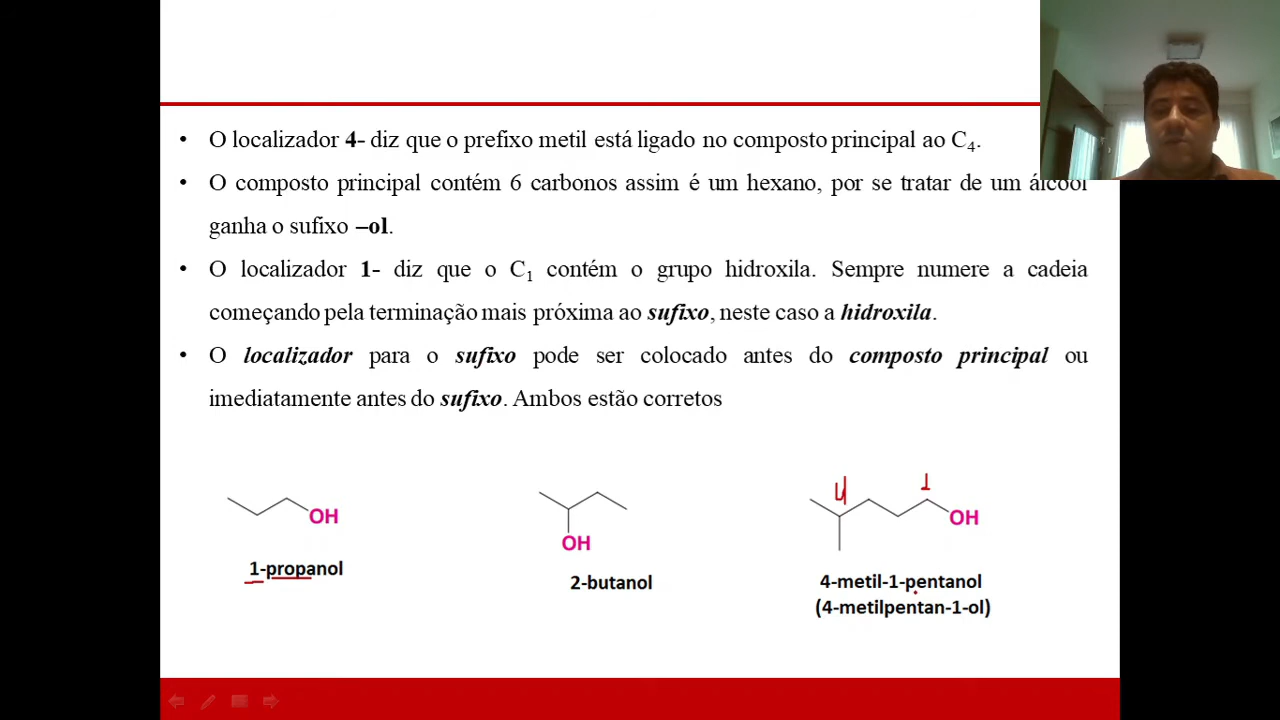 • O localizador 4- diz que o prefixo metil está ligado no composto principal ao C₄.
• O composto principal contém 6 carbonos assim é um hexano, por se tratar de um álcool
ganha o sufixo –ol.
• O localizador 1- diz que o C₁ contém o grupo hidroxila. Sempre numere a cadeia
começando pela terminação mais próxima ao sufixo, neste caso a hidroxila.
• O localizador para o sufixo pode ser colocado antes do composto principal ou
imediatamente antes do sufixo. Ambos estão corretos
4 1
OH OH
OH
1-propanol
2-butanol
4-metil-1-pentanol
(4-metilpentan-1-ol)